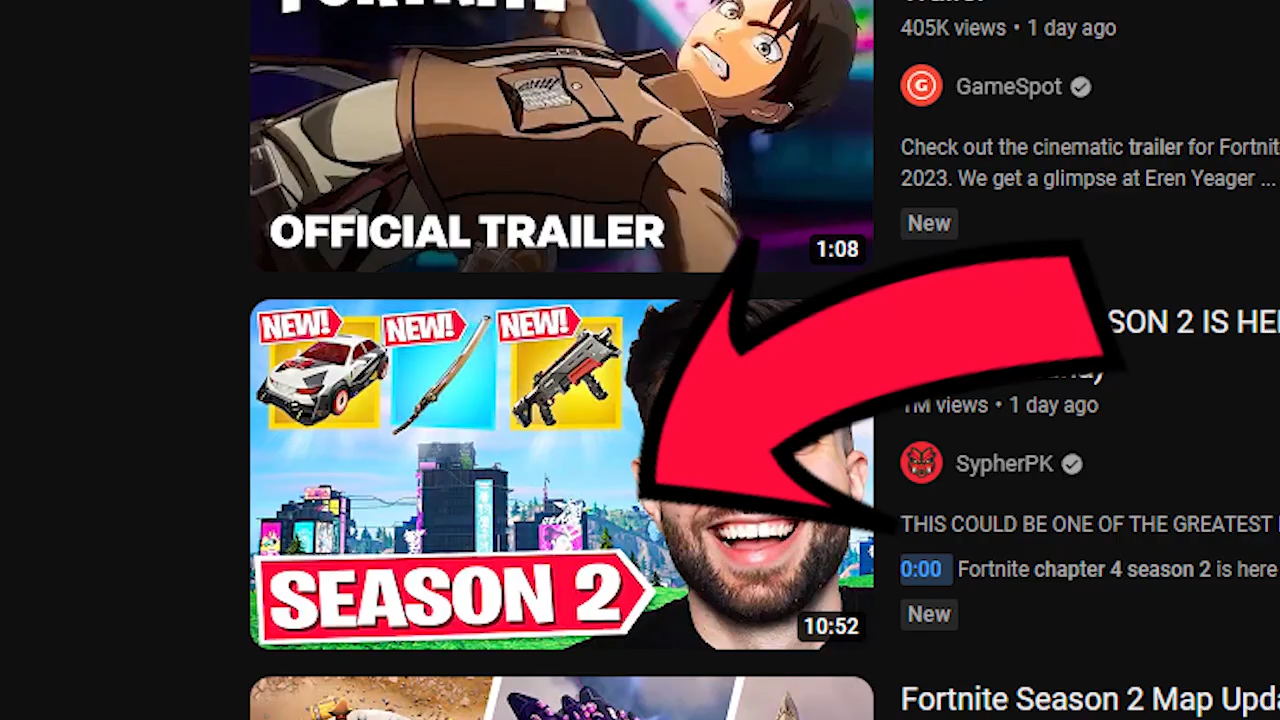 FORTNITE
OFFICIAL TRAILER
1:08
405K views • 1 day ago
G
GameSpot
Check out the cinematic trailer for Fortnit
2023. We get a glimpse at Eren Yeager ...
New
NEW! NEW! NEW!
SEASON 2
10:52
SON 2 IS HE
1M views • 1 day ago
SypherPK
THIS COULD BE ONE OF THE GREATEST
0:00 Fortnite chapter 4 season 2 is here
New
Fortnite Season 2 Map Upd